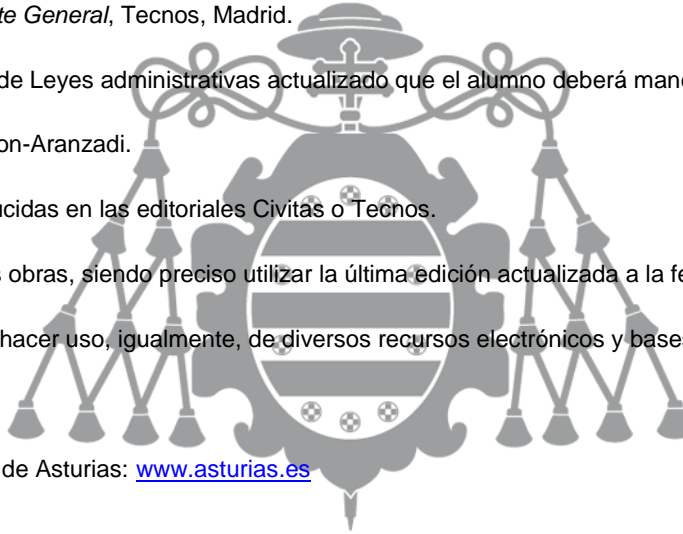 te General, Tecnos, Madrid.
de Leyes administrativas actualizado que el alumno deberá mane
on-Aranzadi.
ucidas en las editoriales Civitas o Tecnos.
s obras, siendo preciso utilizar la última edición actualizada a la fe
hacer uso, igualmente, de diversos recursos electrónicos y bases
de Asturias: www.asturias.es